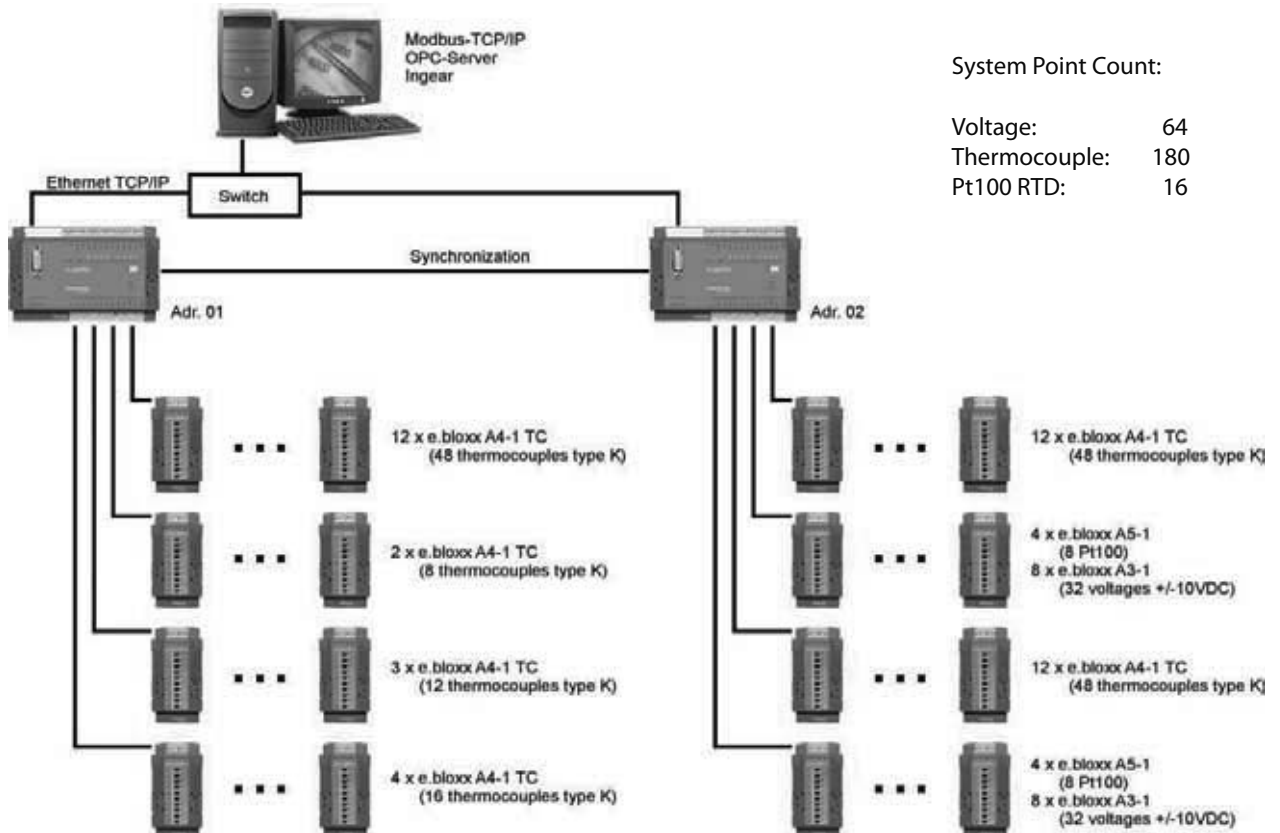 Modbus-TCP/IP
OPC-Server
Ingear
System Point Count:
Voltage: 64
Thermocouple: 180
Pt100 RTD: 16
Ethernet TCP/IP
Switch
Synchronization
Adr. 01
Adr. 02
12 x e.bloxx A4-1 TC
(48 thermocouples type K)
12 x e.bloxx A4-1 TC
(48 thermocouples type K)
2 x e.bloxx A4-1 TC
(8 thermocouples type K)
4 x e.bloxx A5-1
(8 Pt100)
8 x e.bloxx A3-1
(32 voltages +/-10VDC)
3 x e.bloxx A4-1 TC
(12 thermocouples type K)
12 x e.bloxx A4-1 TC
(48 thermocouples type K)
4 x e.bloxx A4-1 TC
(16 thermocouples type K)
4 x e.bloxx A5-1
(8 Pt100)
8 x e.bloxx A3-1
(32 voltages +/-10VDC)